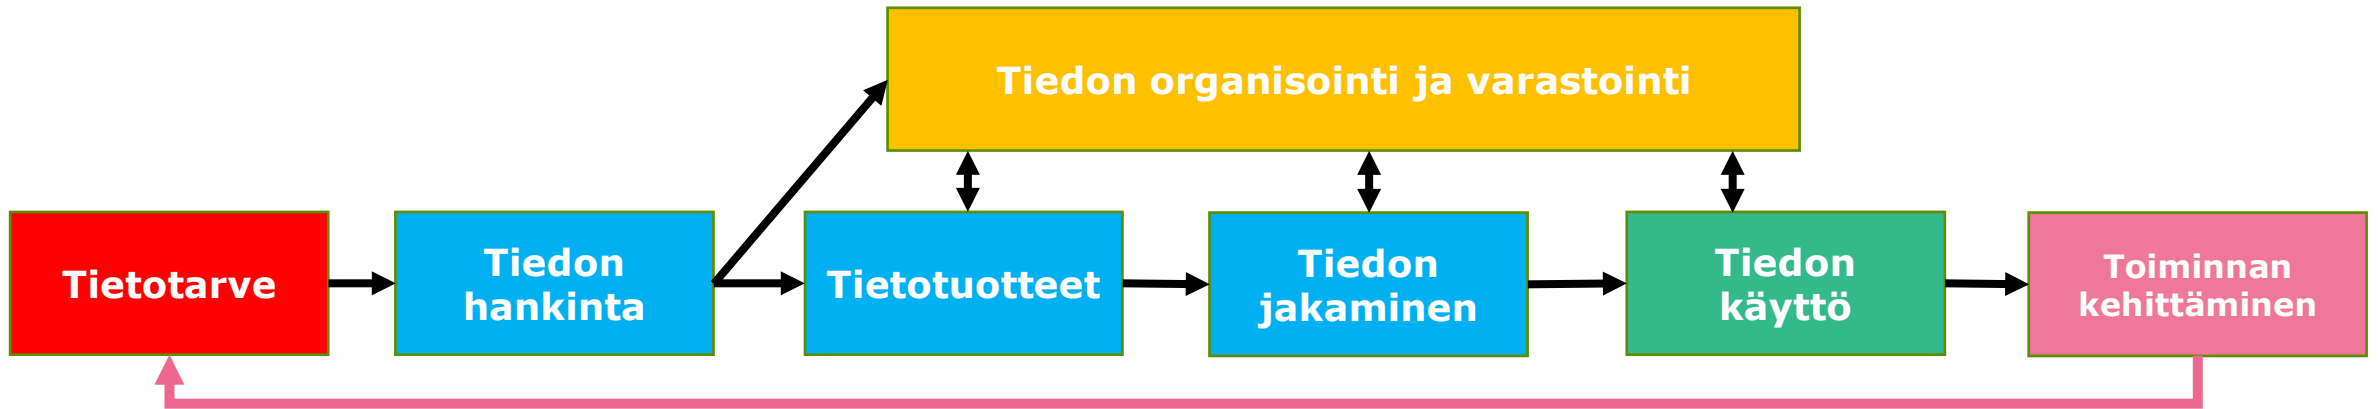 Tiedon organisointi ja varastointi
Tietotarve
Tiedon
hankinta
Tietotuotteet
Tiedon
jakaminen
Tiedon
käyttö
Toiminnan
kehittäminen